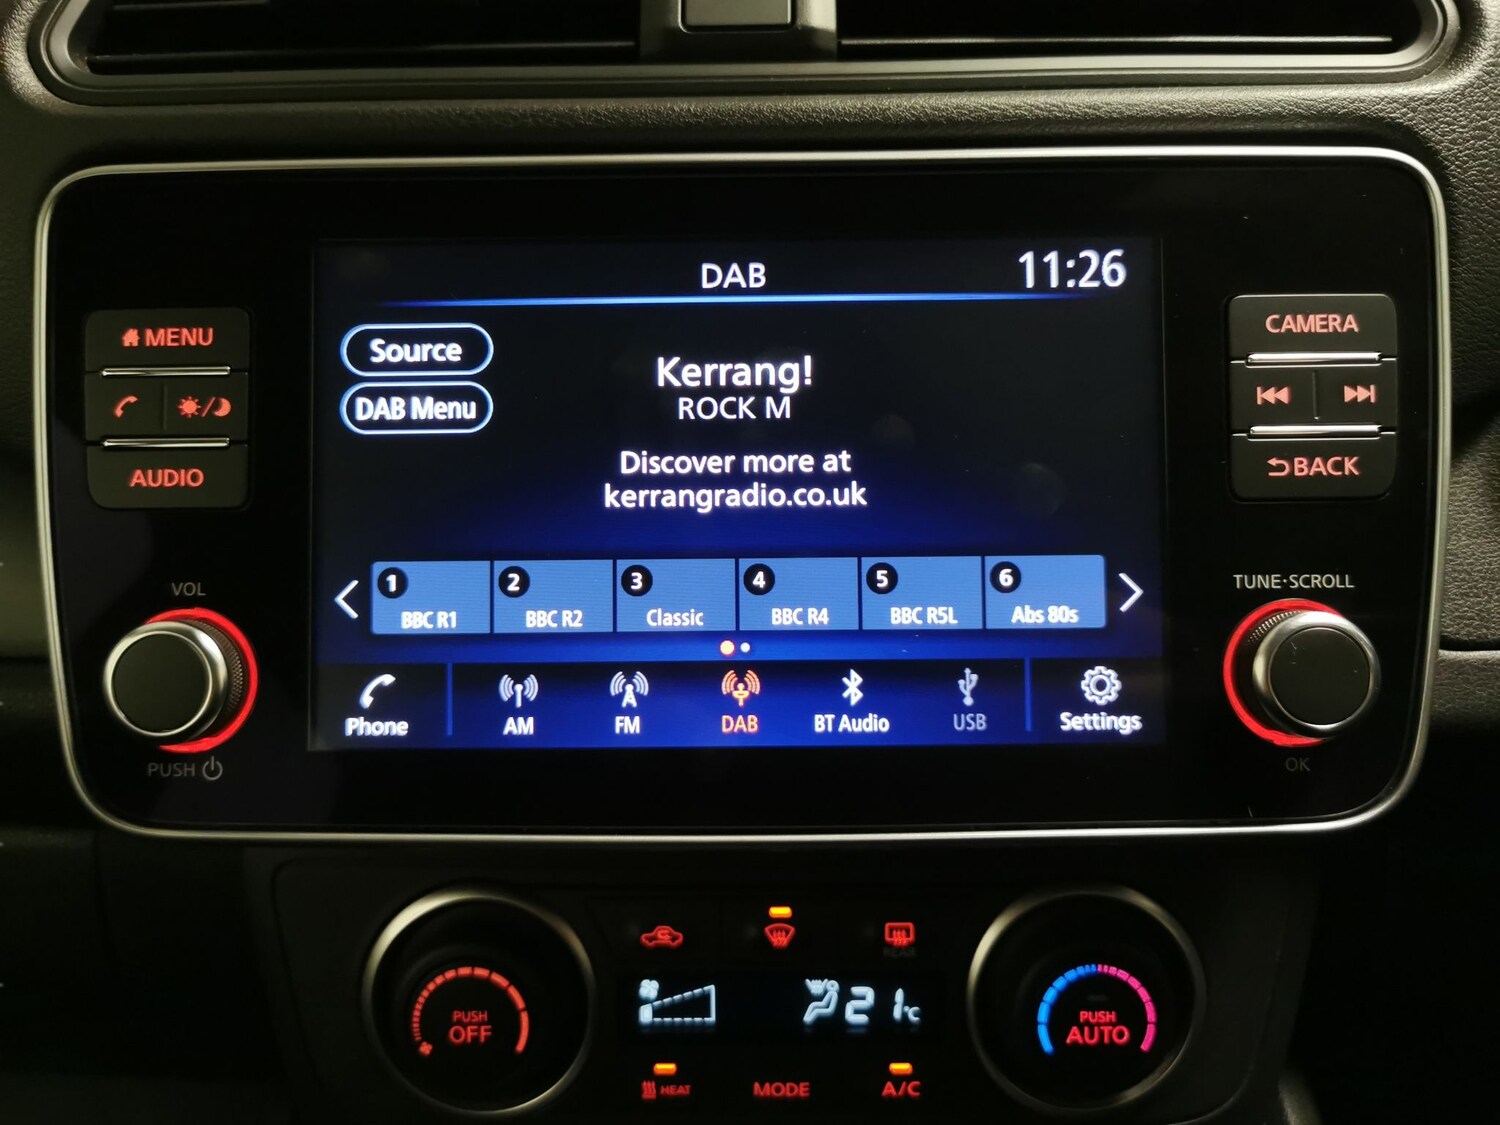 DAB
11:26
MENU
AUDIO
VOL
PUSH
Source
DAB Menu
Kerrang!
ROCK M
Discover more at
kerrangradio.co.uk
1
BBC R1
2
BBC R2
3
Classic
4
BBC R4
5
BBC R5L
6
Abs 80s
Phone
AM
FM
DAB
BT Audio
USB
Settings
CAMERA
BACK
TUNE·SCROLL
OK
REAR
PUSH
OFF
21°C
PUSH
AUTO
HEAT
MODE
A/C